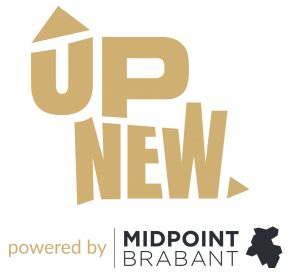 UP
NEW.
powered by
MIDPOINT
BRABANT